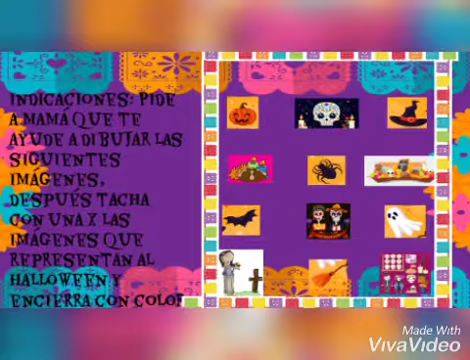 INDICACIONES: PIDE
A MAMÁ QUE TE
AYUDE A DIBUJAR LAS
SIGUIENTES
IMÁGENES,
DESPUÉS TACHA
CON UNA X LAS
IMÁGENES QUE
REPRESENTAN AL
HALLOWEEN Y
ENCIERRA CON COLOR
Made With
VivaVideo